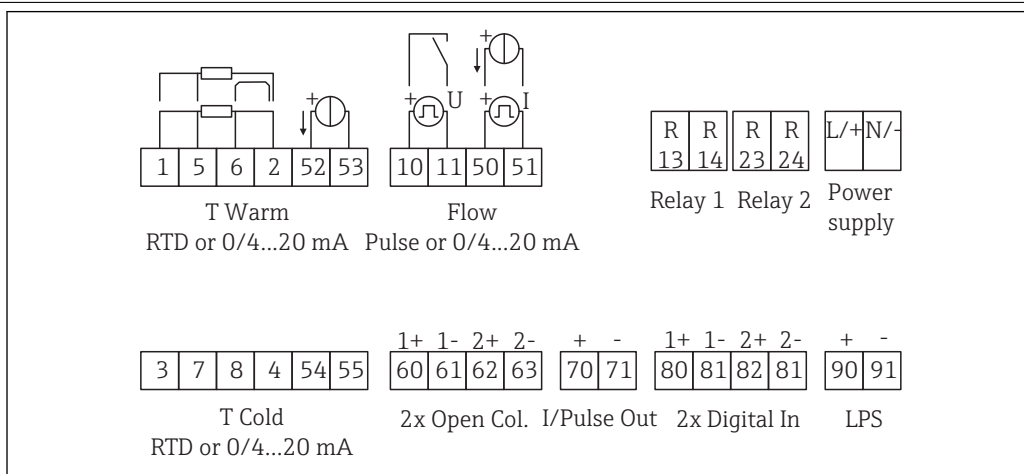 + U + I
+ +
1 5 6 2 52 53 10 11 50 51
R R R R L/+ N/-
13 14 23 24
T Warm Flow Relay 1 Relay 2 Power supply
RTD or 0/4...20 mA Pulse or 0/4...20 mA
1+ 1- 2+ 2- + - 1+ 1- 2+ 2- + -
3 7 8 4 54 55 60 61 62 63 70 71 80 81 82 81 90 91
T Cold 2x Open Col. I/Pulse Out 2x Digital In LPS
RTD or 0/4...20 mA